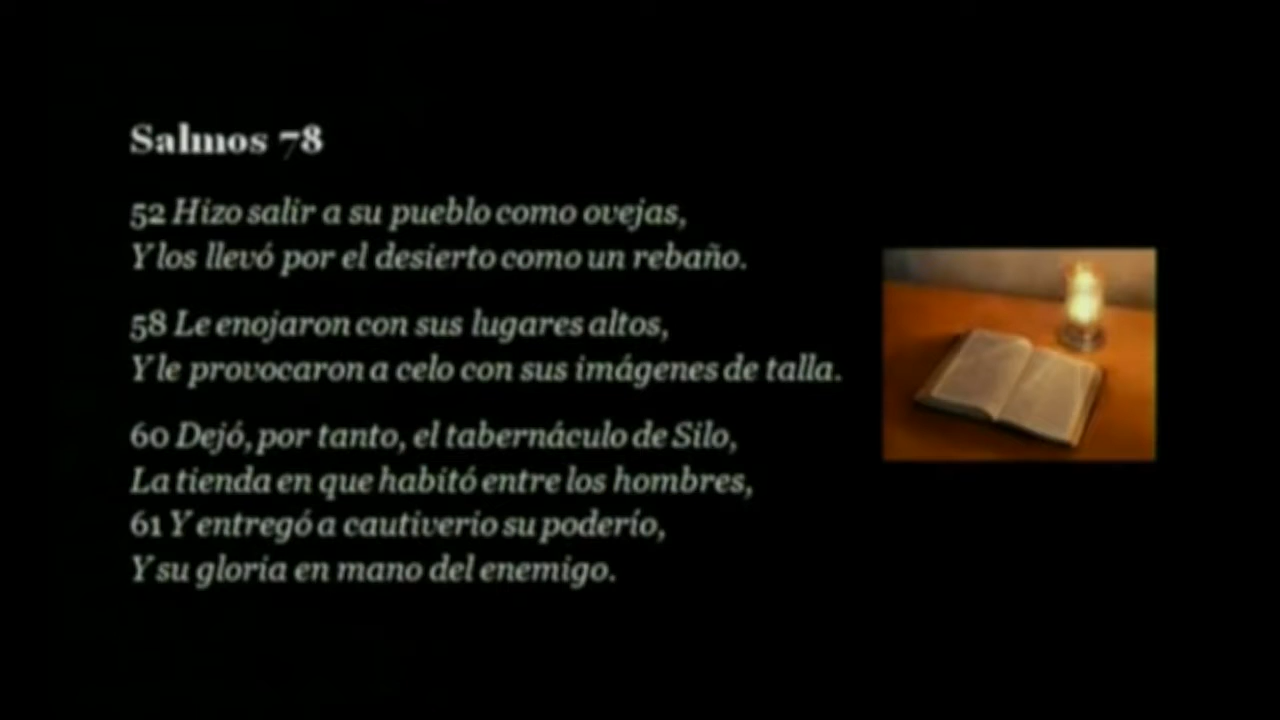 Salmos 78
52 Hizo salir a su pueblo como ovejas,
Y los llevó por el desierto como un rebaño.
58 Le enojaron con sus lugares altos,
Y le provocaron a celo con sus imágenes de talla.
60 Dejó, por tanto, el tabernáculo de Silo,
La tienda en que habitó entre los hombres,
61 Y entregó a cautiverio su poderío,
Y su gloria en mano del enemigo.